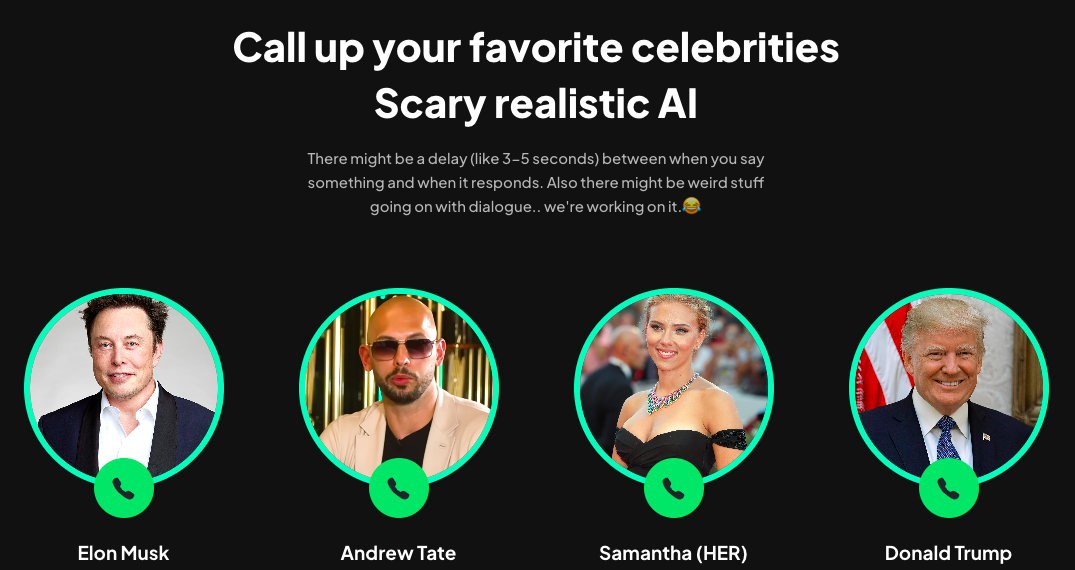 Call up your favorite celebrities
Scary realistic AI
There might be a delay (like 3–5 seconds) between when you say
something and when it responds. Also there might be weird stuff
going on with dialogue.. we're working on it.😂
Elon Musk
Andrew Tate
Samantha (HER)
Donald Trump